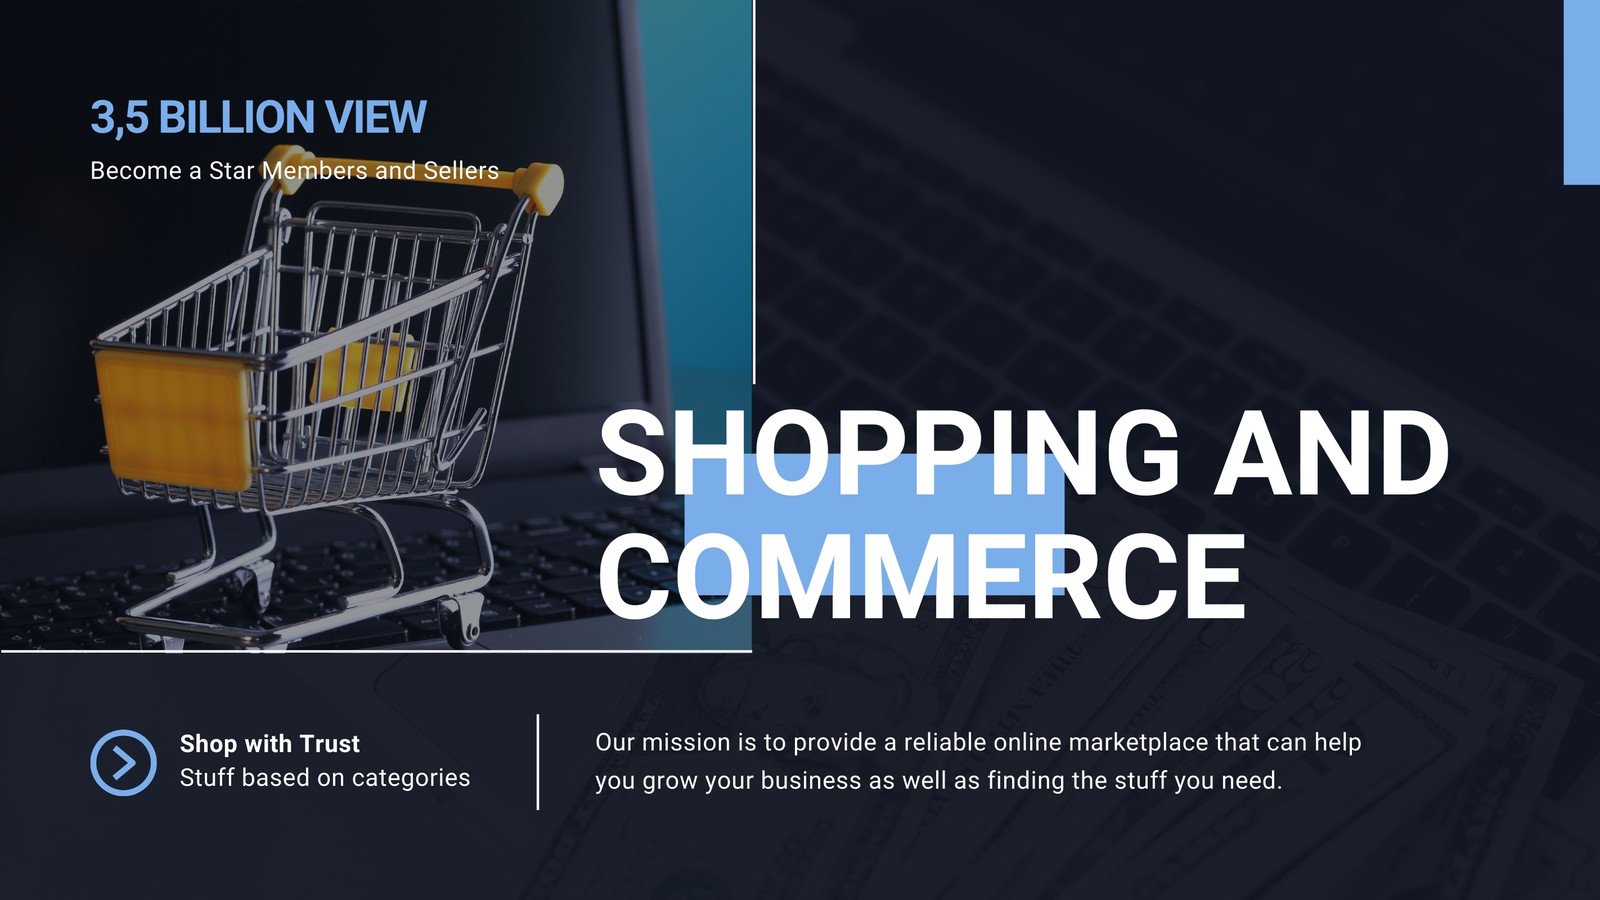 3,5 BILLION VIEW
Become a Star Members and Sellers
SHOPPING AND
COMMERCE
Shop with Trust
Stuff based on categories
Our mission is to provide a reliable online marketplace that can help
you grow your business as well as finding the stuff you need.